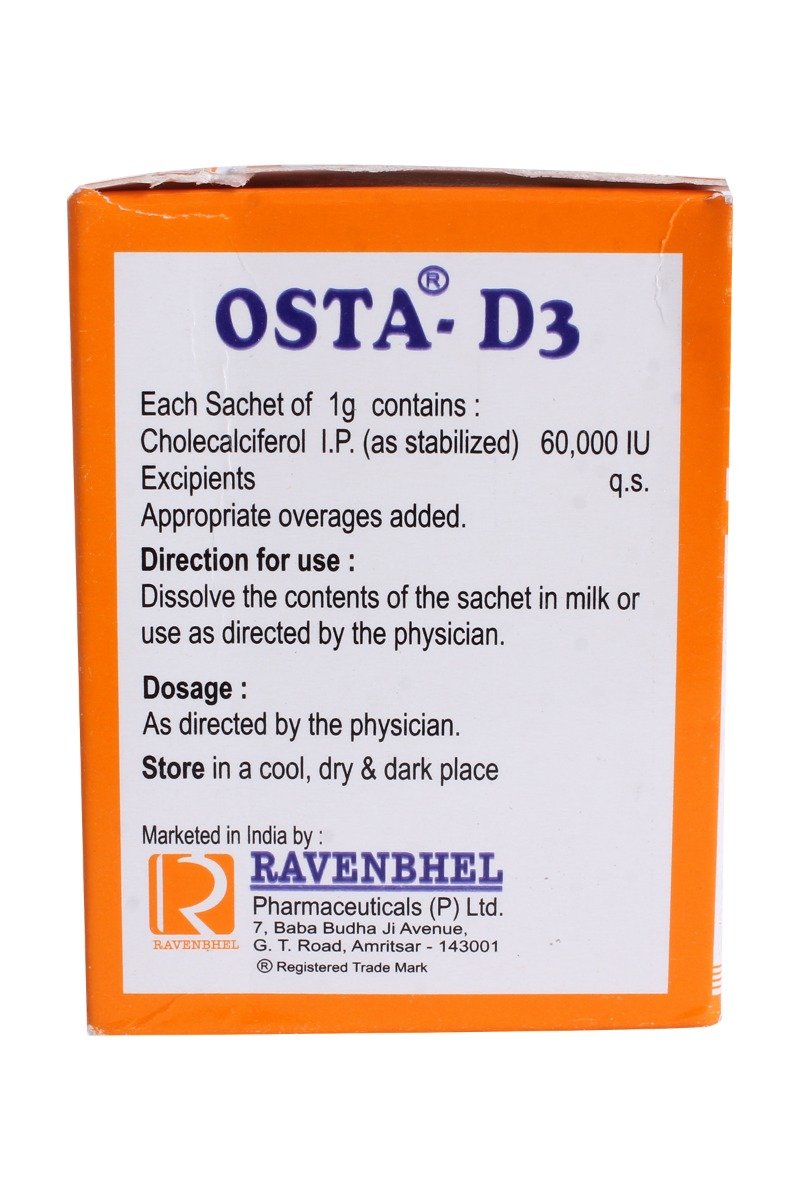 OSTA®- D3
Each Sachet of 1g contains :
Cholecalciferol I.P. (as stabilized) 60,000 IU
Excipients q.s.
Appropriate overages added.
Direction for use :
Dissolve the contents of the sachet in milk or
use as directed by the physician.
Dosage :
As directed by the physician.
Store in a cool, dry & dark place
Marketed in India by :
RAVENBHEL
RAVENBHEL
Pharmaceuticals (P) Ltd.
7, Baba Budha Ji Avenue,
G. T. Road, Amritsar - 143001
® Registered Trade Mark